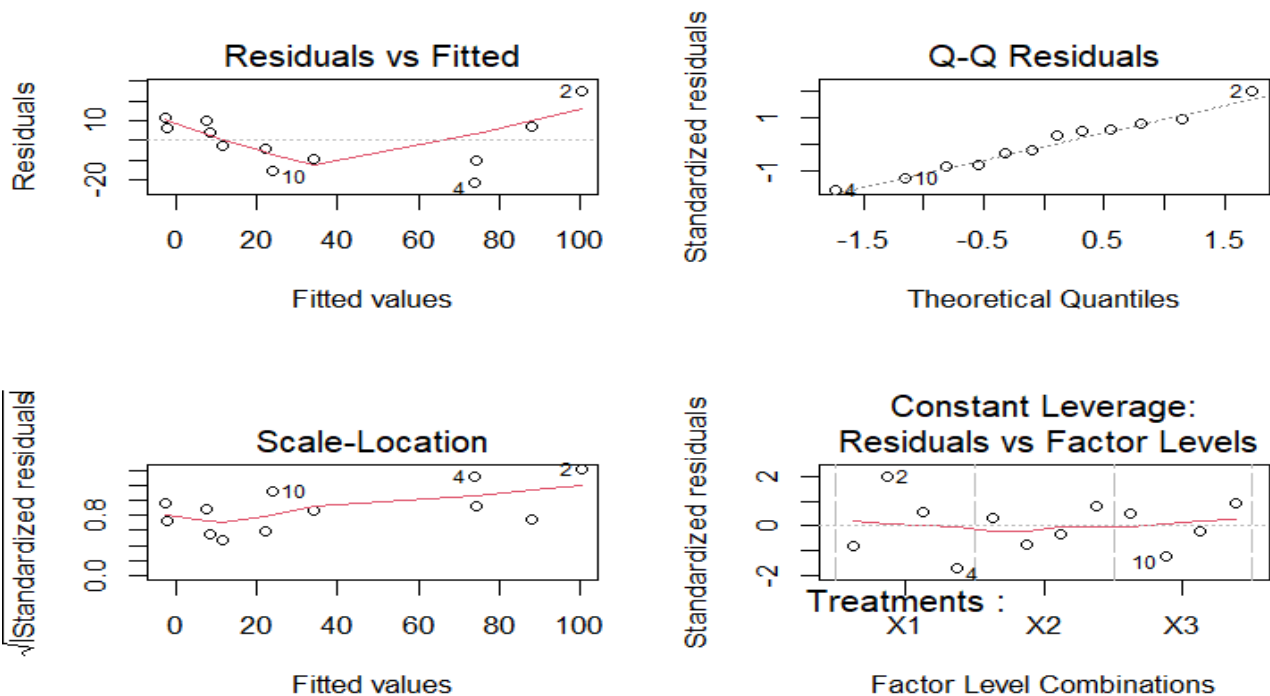 Residuals vs Fitted
Residuals
10
-20
2
10
4
0 20 40 60 80 100
Fitted values
Q-Q Residuals
Standardized residuals
1
-1
2
10
4
-1.5 -0.5 0.5 1.5
Theoretical Quantiles
Scale-Location
√|Standardized residuals|
0.8
0.0
10
4
2
0 20 40 60 80 100
Fitted values
Constant Leverage:
Residuals vs Factor Levels
Standardized residuals
2
0
-2
2
4
10
Treatments :
X1 X2 X3
Factor Level Combinations